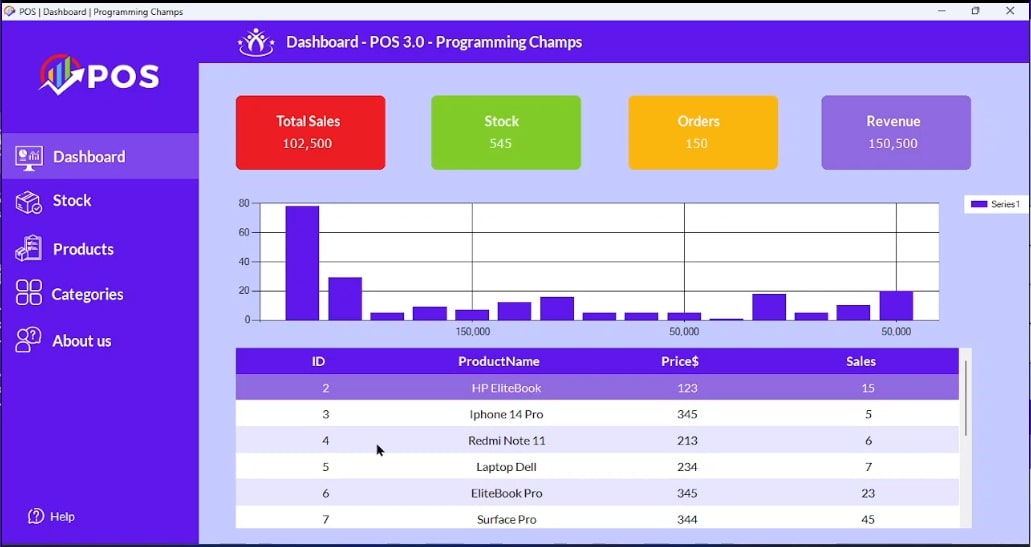 POS | Dashboard | Programming Champs
POS
Dashboard - POS 3.0 - Programming Champs
Dashboard
Stock
Products
Categories
About us
Help
Total Sales
102,500
Stock
545
Orders
150
Revenue
150,500
80
60
40
20
0
150,000 50,000 50,000
Series1
ID ProductName Price$ Sales
2 HP EliteBook 123 15
3 Iphone 14 Pro 345 5
4 Redmi Note 11 213 6
5 Laptop Dell 234 7
6 EliteBook Pro 345 23
7 Surface Pro 344 45